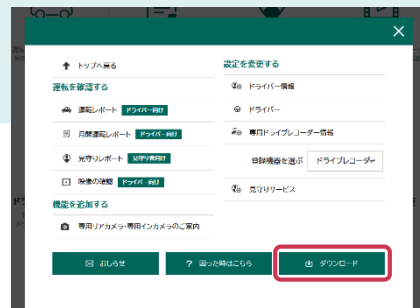 トップへ戻る
運転を確認する
運転レポート ドライバー向け
月間運転レポート ドライバー向け
見守りレポート 見守り者向け
映像の確認 ドライバー向け
機能を追加する
専用リアカメラ・専用インカメラのご案内
設定を変更する
ドライバー情報
ドライバー
専用ドライブレコーダー情報
登録機器を選ぶ ドライブレコーダー
見守りサービス
おしらせ
? 困った時はこちら
ダウンロード